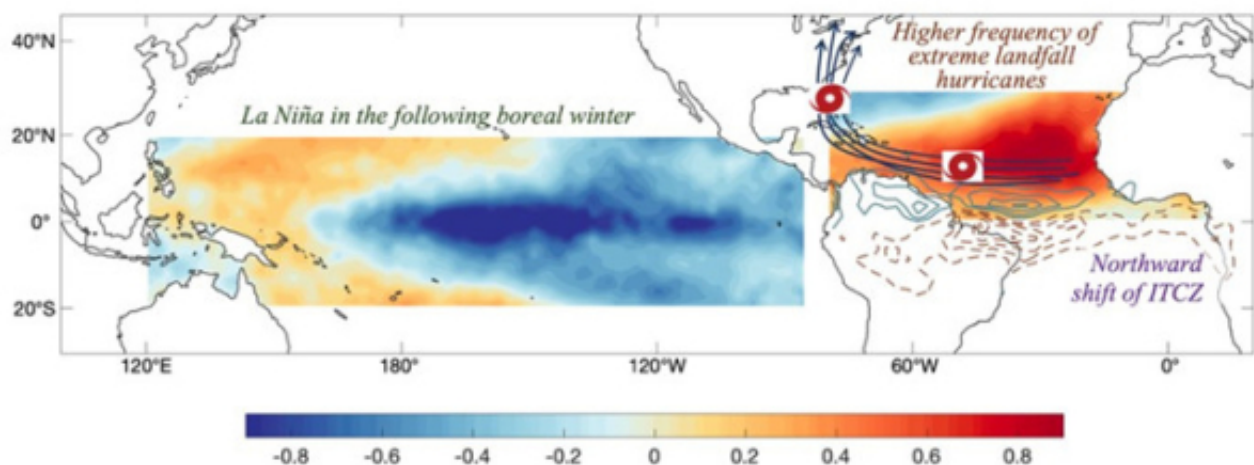 40°N
20°N
0°
20°S
La Niña in the following boreal winter
Higher frequency of
extreme landfall
hurricanes
Northward
shift of ITCZ
120°E
180°
120°W
60°W
0°
-0.8
-0.6
-0.4
-0.2
0
0.2
0.4
0.6
0.8